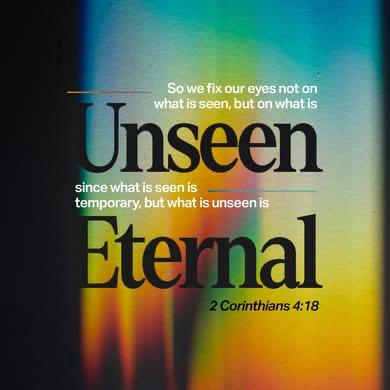 So we fix our eyes not on
what is seen, but on what is
Unseen
since what is seen is
temporary, but what is unseen is
Eternal
2 Corinthians 4:18